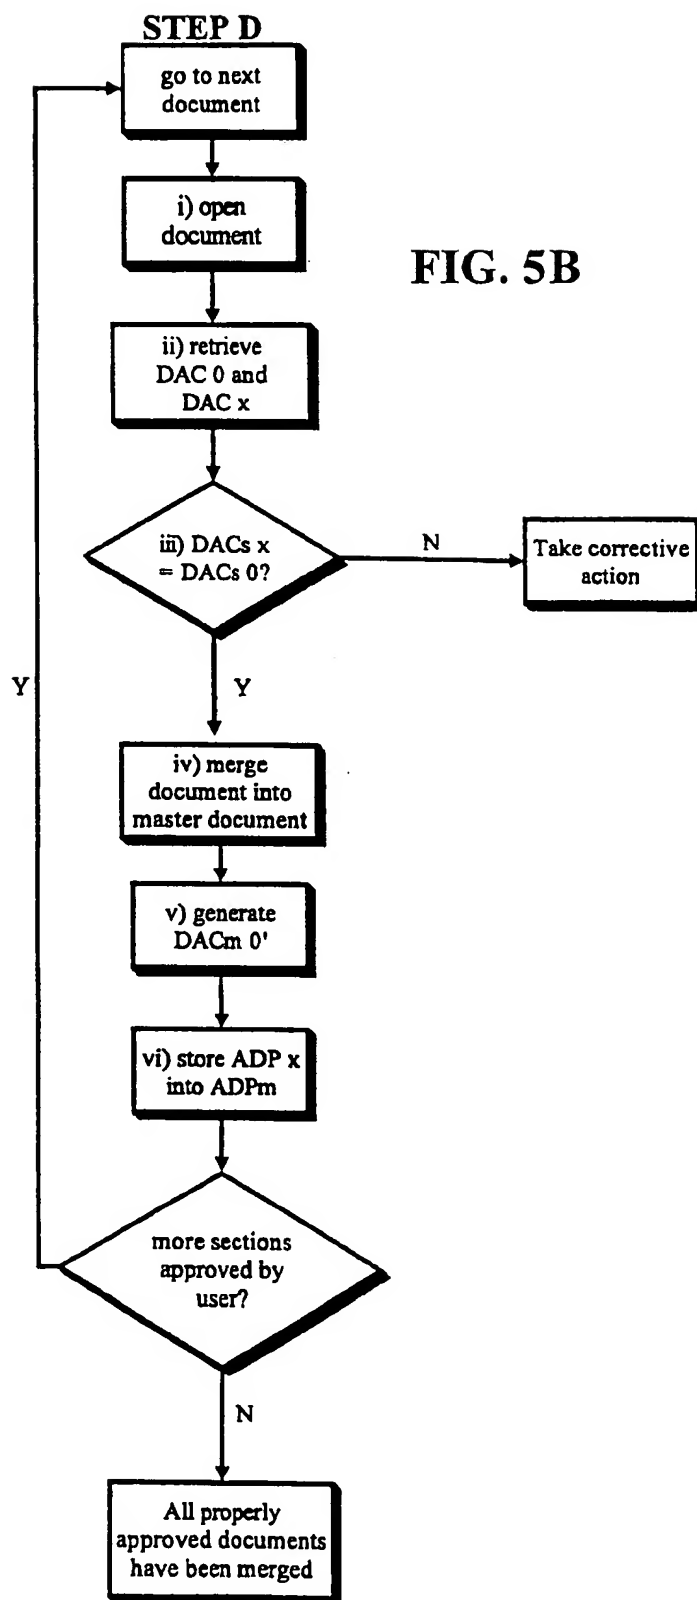 STEP D
go to next
document
i) open
document
FIG. 5B
ii) retrieve
DAC 0 and
DAC x
iii) DACs x
= DACs 0?
N
Take corrective
action
Y
Y
iv) merge
document into
master document
v) generate
DACm 0'
vi) store ADP x
into ADPm
more sections
approved by
user?
N
All properly
approved documents
have been merged